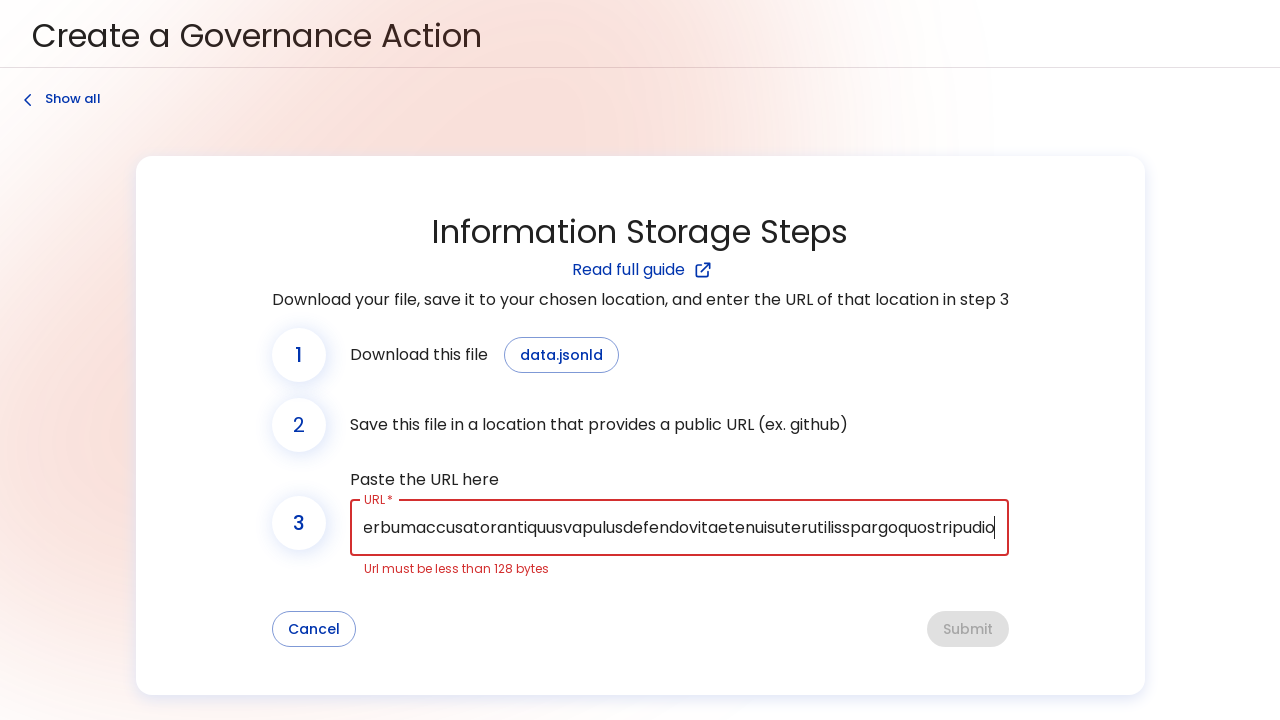 Create a Governance Action
Show all
Information Storage Steps
Read full guide
Download your file, save it to your chosen location, and enter the URL of that location in step 3
1
Download this file
data.jsonld
2
Save this file in a location that provides a public URL (ex. github)
Paste the URL here
URL *
3
erbumaccusatorantiquusvapulusdefendovitaetenuisuterutilisspargoquostripudio
Url must be less than 128 bytes
Cancel
Submit